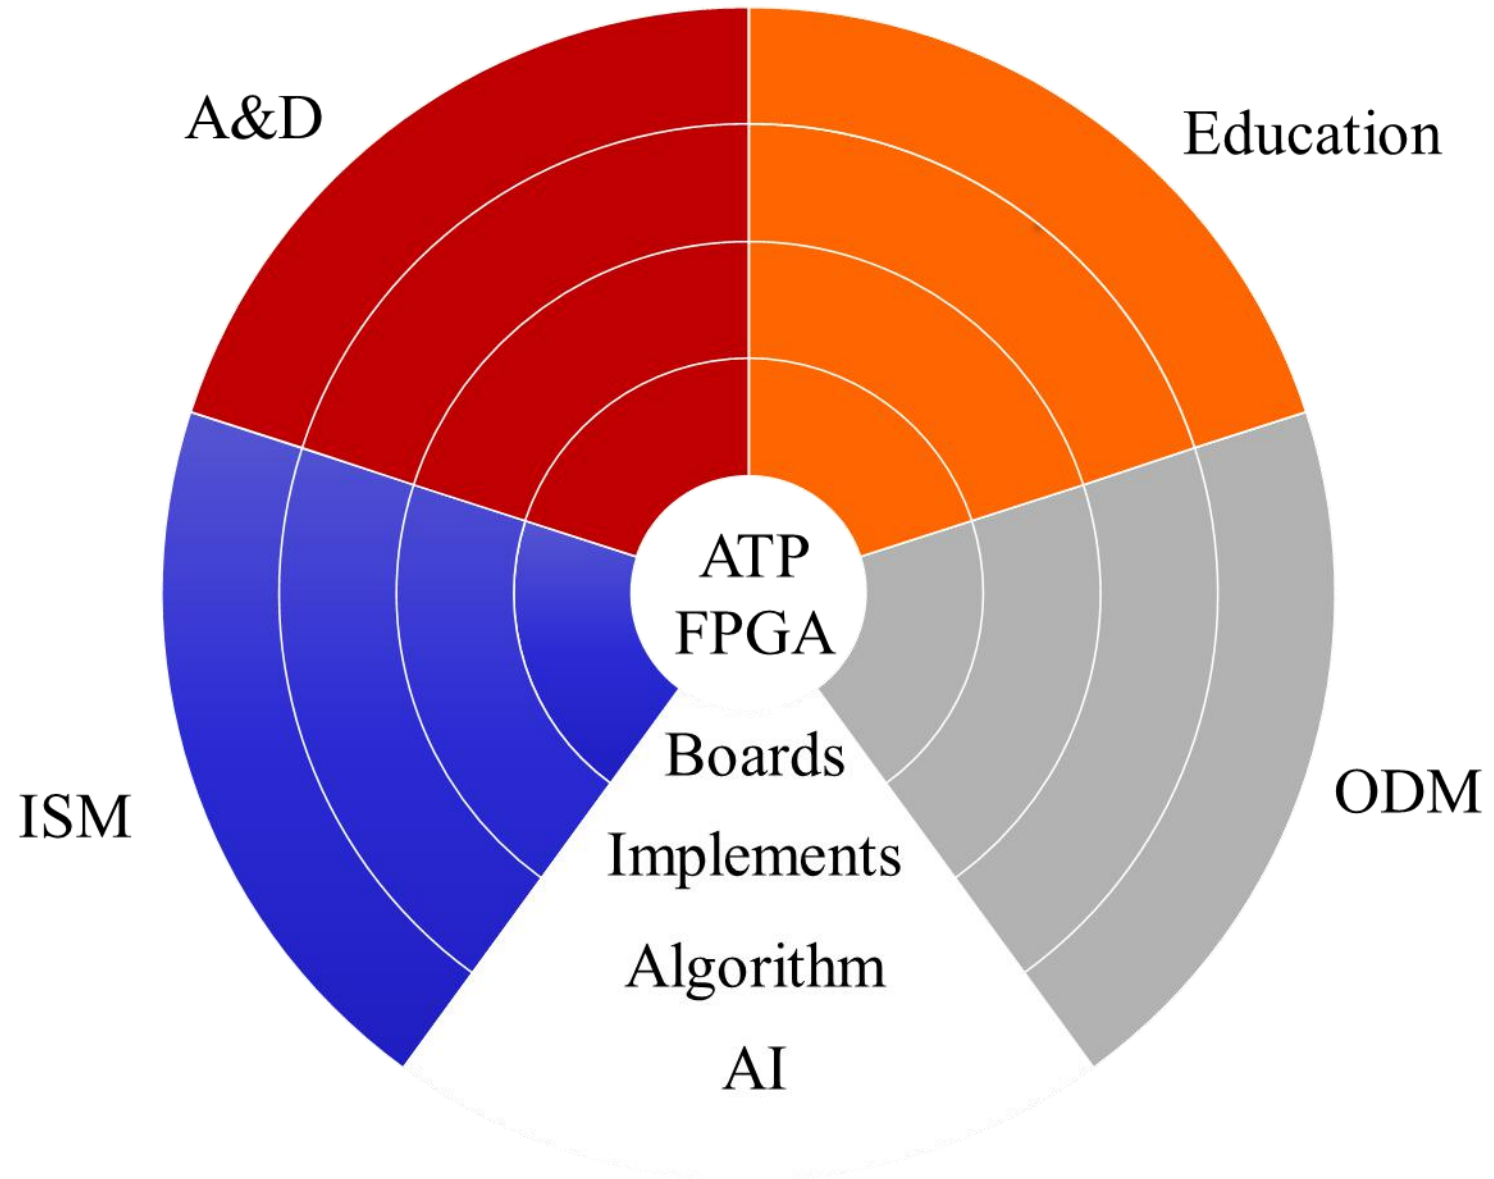 A&D
Education
ATP
FPGA
Boards
ISM
ODM
Implements
Algorithm
AI